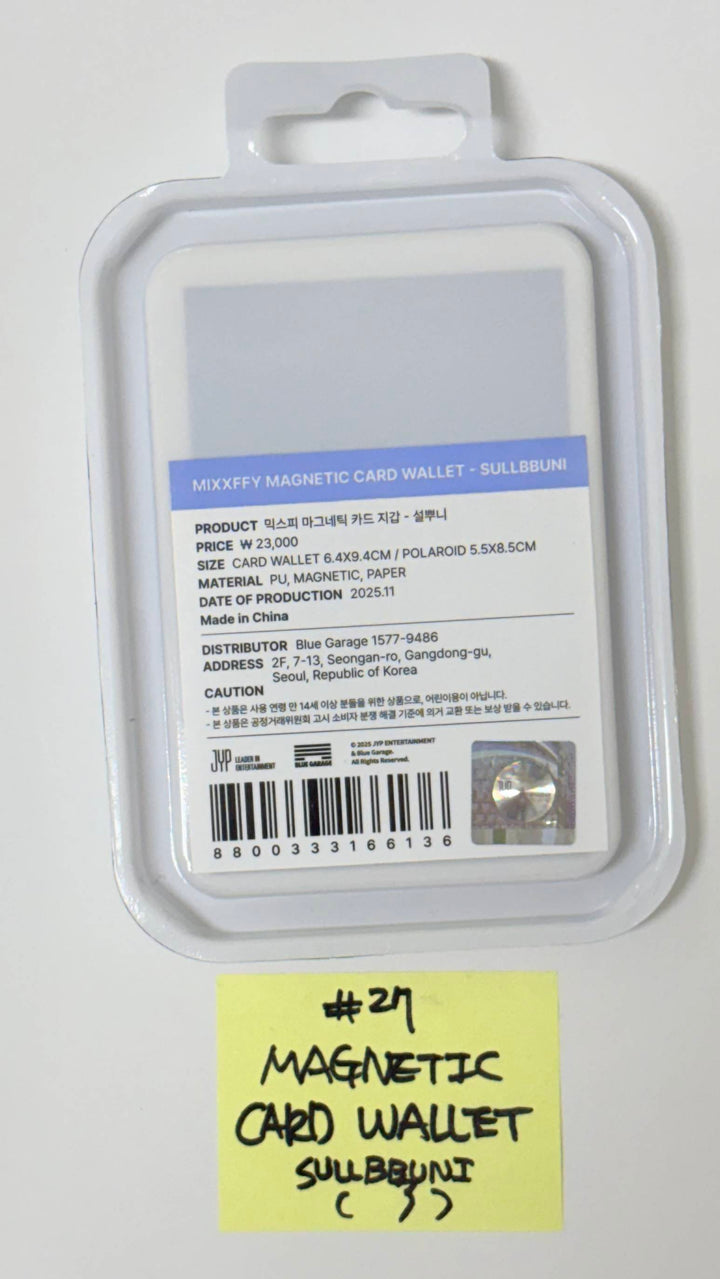 MIXXFFY MAGNETIC CARD WALLET - SULLBBUNI
PRODUCT 믹스피 마그네틱 카드 지갑 - 설뿌니
PRICE ₩ 23,000
SIZE CARD WALLET 6.4X9.4CM / POLAROID 5.5X8.5CM
MATERIAL PU, MAGNETIC, PAPER
DATE OF PRODUCTION 2025.11
Made in China
DISTRIBUTOR Blue Garage 1577-9486
ADDRESS 2F, 7-13, Seongan-ro, Gangdong-gu,
Seoul, Republic of Korea
CAUTION
- 본 상품은 사용 연령 만 14세 이상 분들을 위한 상품으로, 어린이용이 아닙니다.
- 본 상품은 공정거래위원회 고시 소비자 분쟁 해결 기준에 의거 교환 또는 보상 받을 수 있습니다.
JYP LEADER IN
ENTERTAINMENT
BLUE GARAGE
© 2025 JYP ENTERTAINMENT
& Blue Garage.
All Rights Reserved.
8800333166136
#27
MAGNETIC
CARD WALLET
SULLBBUNI